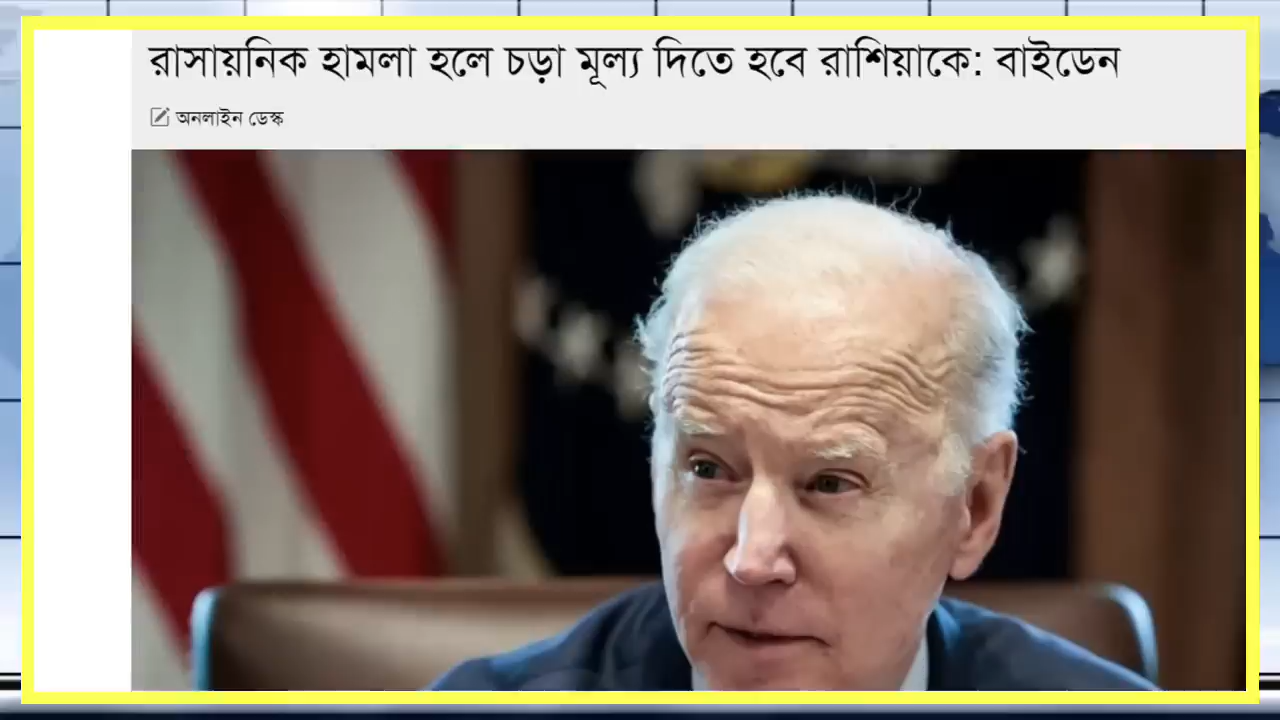 রাসায়নিক হামলা হলে চড়া মূল্য দিতে হবে রাশিয়াকে: বাইডেন
অনলাইন ডেস্ক